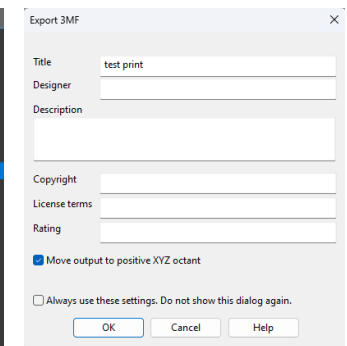 Export 3MF
Title
test print
Designer
Description
Copyright
License terms
Rating
Move output to positive XYZ octant
Always use these settings. Do not show this dialog again.
OK
Cancel
Help